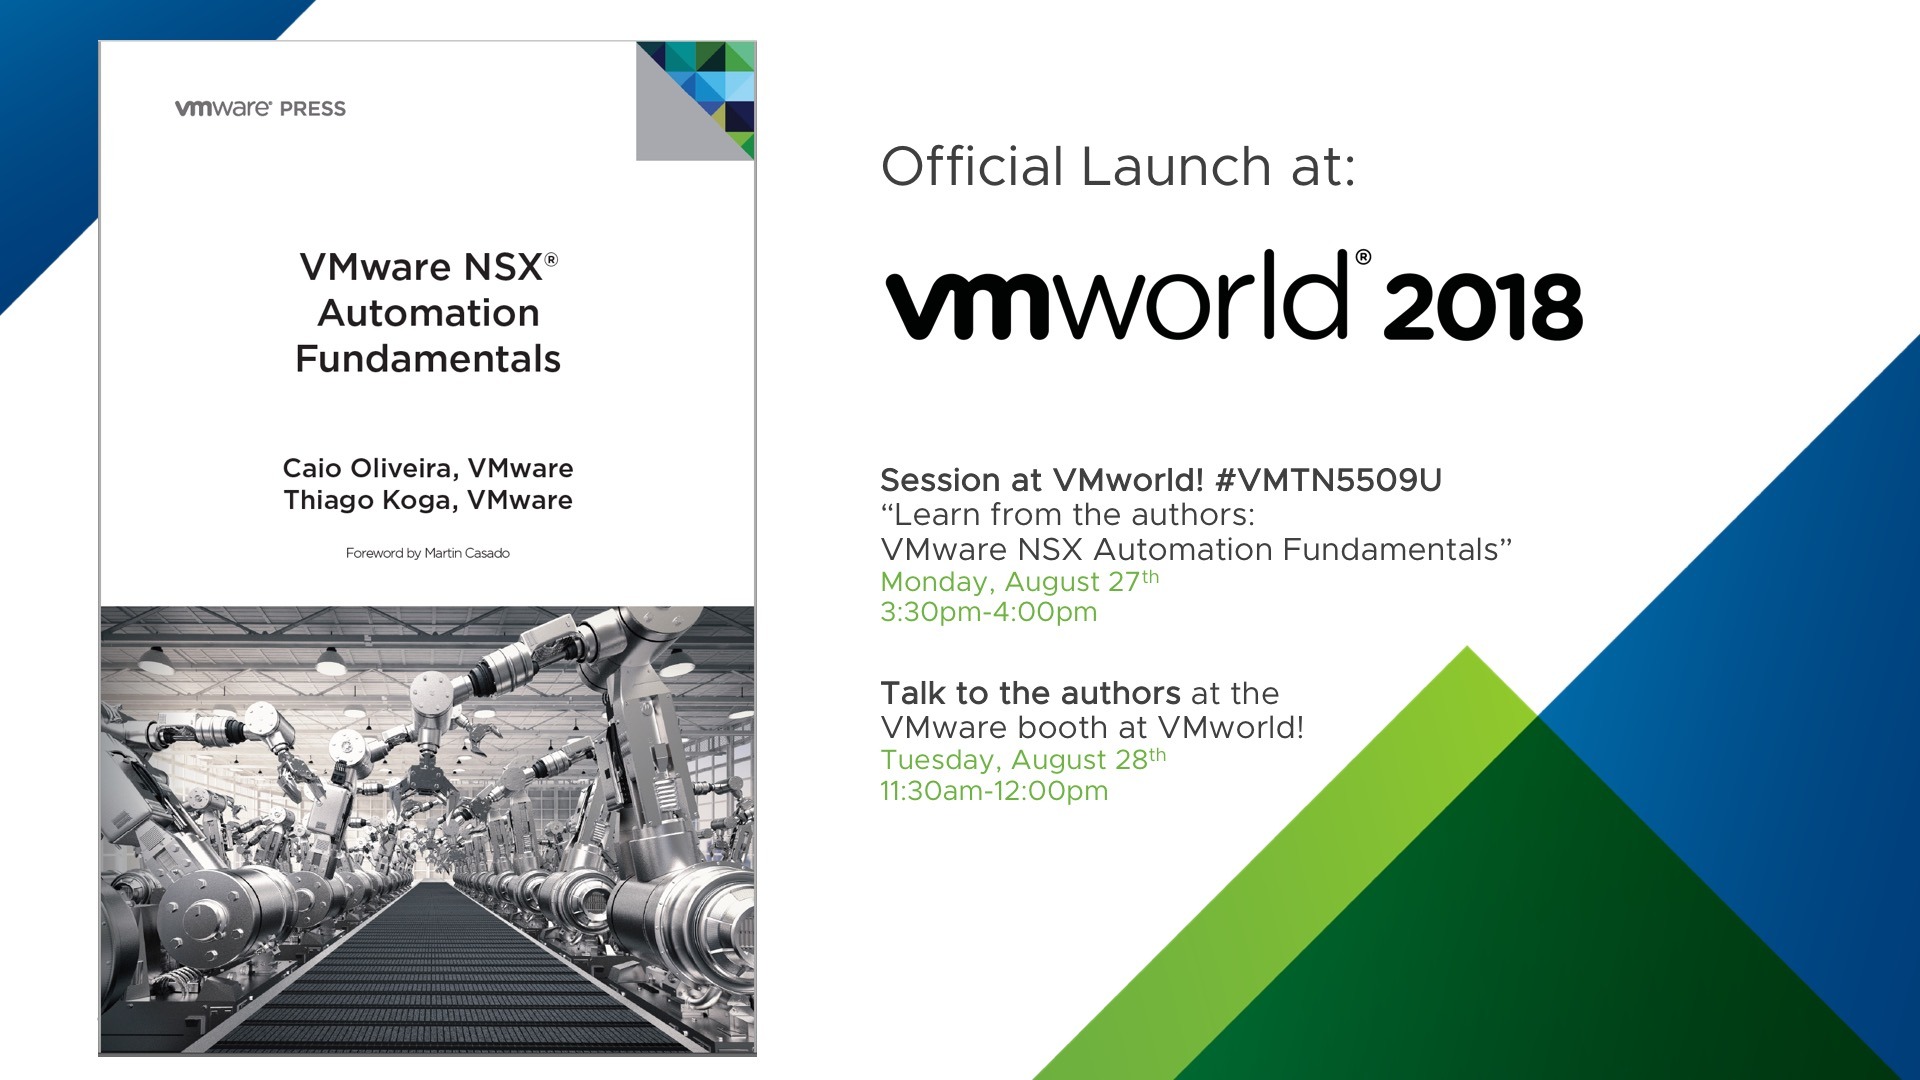 vmware® PRESS
VMware NSX®
Automation
Fundamentals
Caio Oliveira, VMware
Thiago Koga, VMware
Foreword by Martin Casado
Official Launch at:
vmworld® 2018
Session at VMworld! #VMTN5509U
“Learn from the authors:
VMware NSX Automation Fundamentals”
Monday, August 27th
3:30pm-4:00pm
Talk to the authors at the
VMware booth at VMworld!
Tuesday, August 28th
11:30am-12:00pm